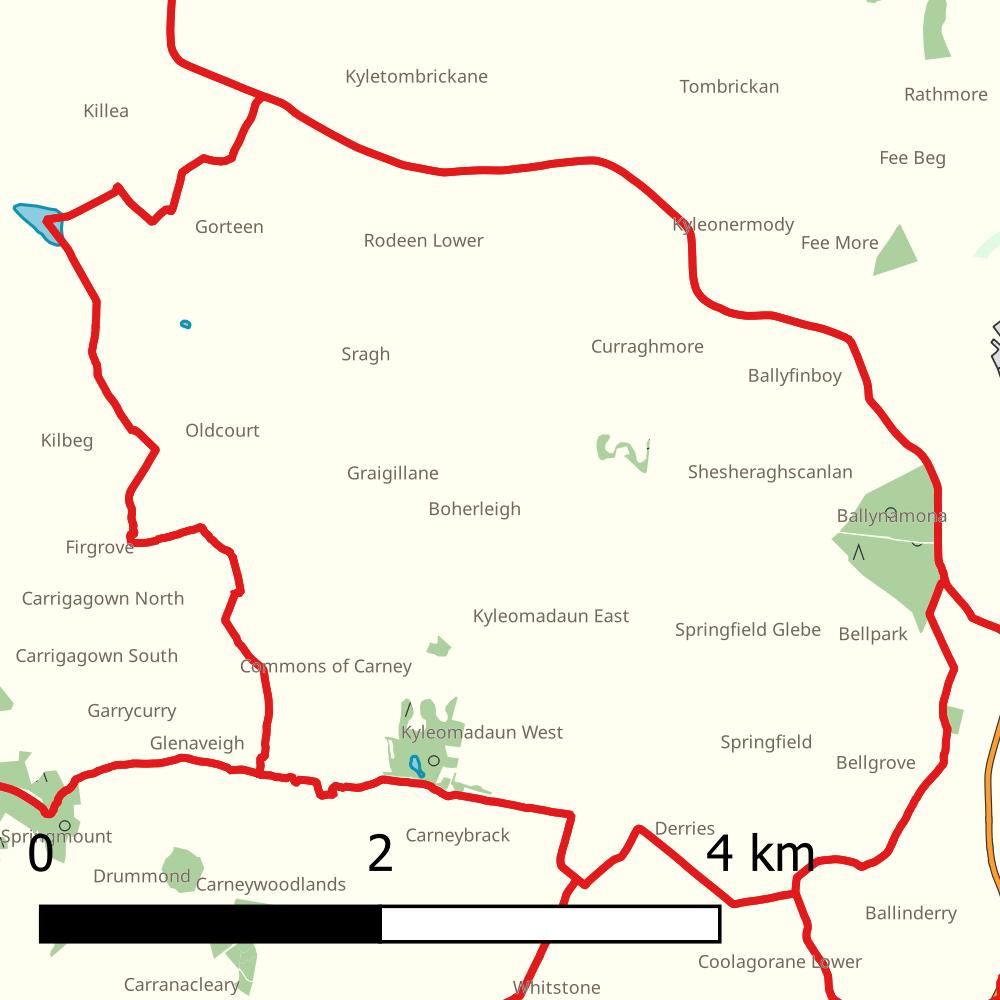 Kyletombrickane
Tombrickan
Rathmore
Killea
Fee Beg
Gorteen
Kyleonermody
Rodeen Lower
Fee More
Sragh
Curraghmore
Ballyfinboy
Kilbeg
Oldcourt
Graigillane
Shesheraghscanlan
Boherleigh
Ballynamona
Firgrove
Carrigagown North
Kyleomadaun East
Springfield Glebe
Bellpark
Carrigagown South
Commons of Carney
Garrycurry
Glenaveigh
Kyleomadaun West
Springfield
Bellgrove
Springmount
Carneybrack
Derries
0 2 4 km
Drummond
Carneywoodlands
Ballinderry
Coolagorane Lower
Carranacleary
Whitstone